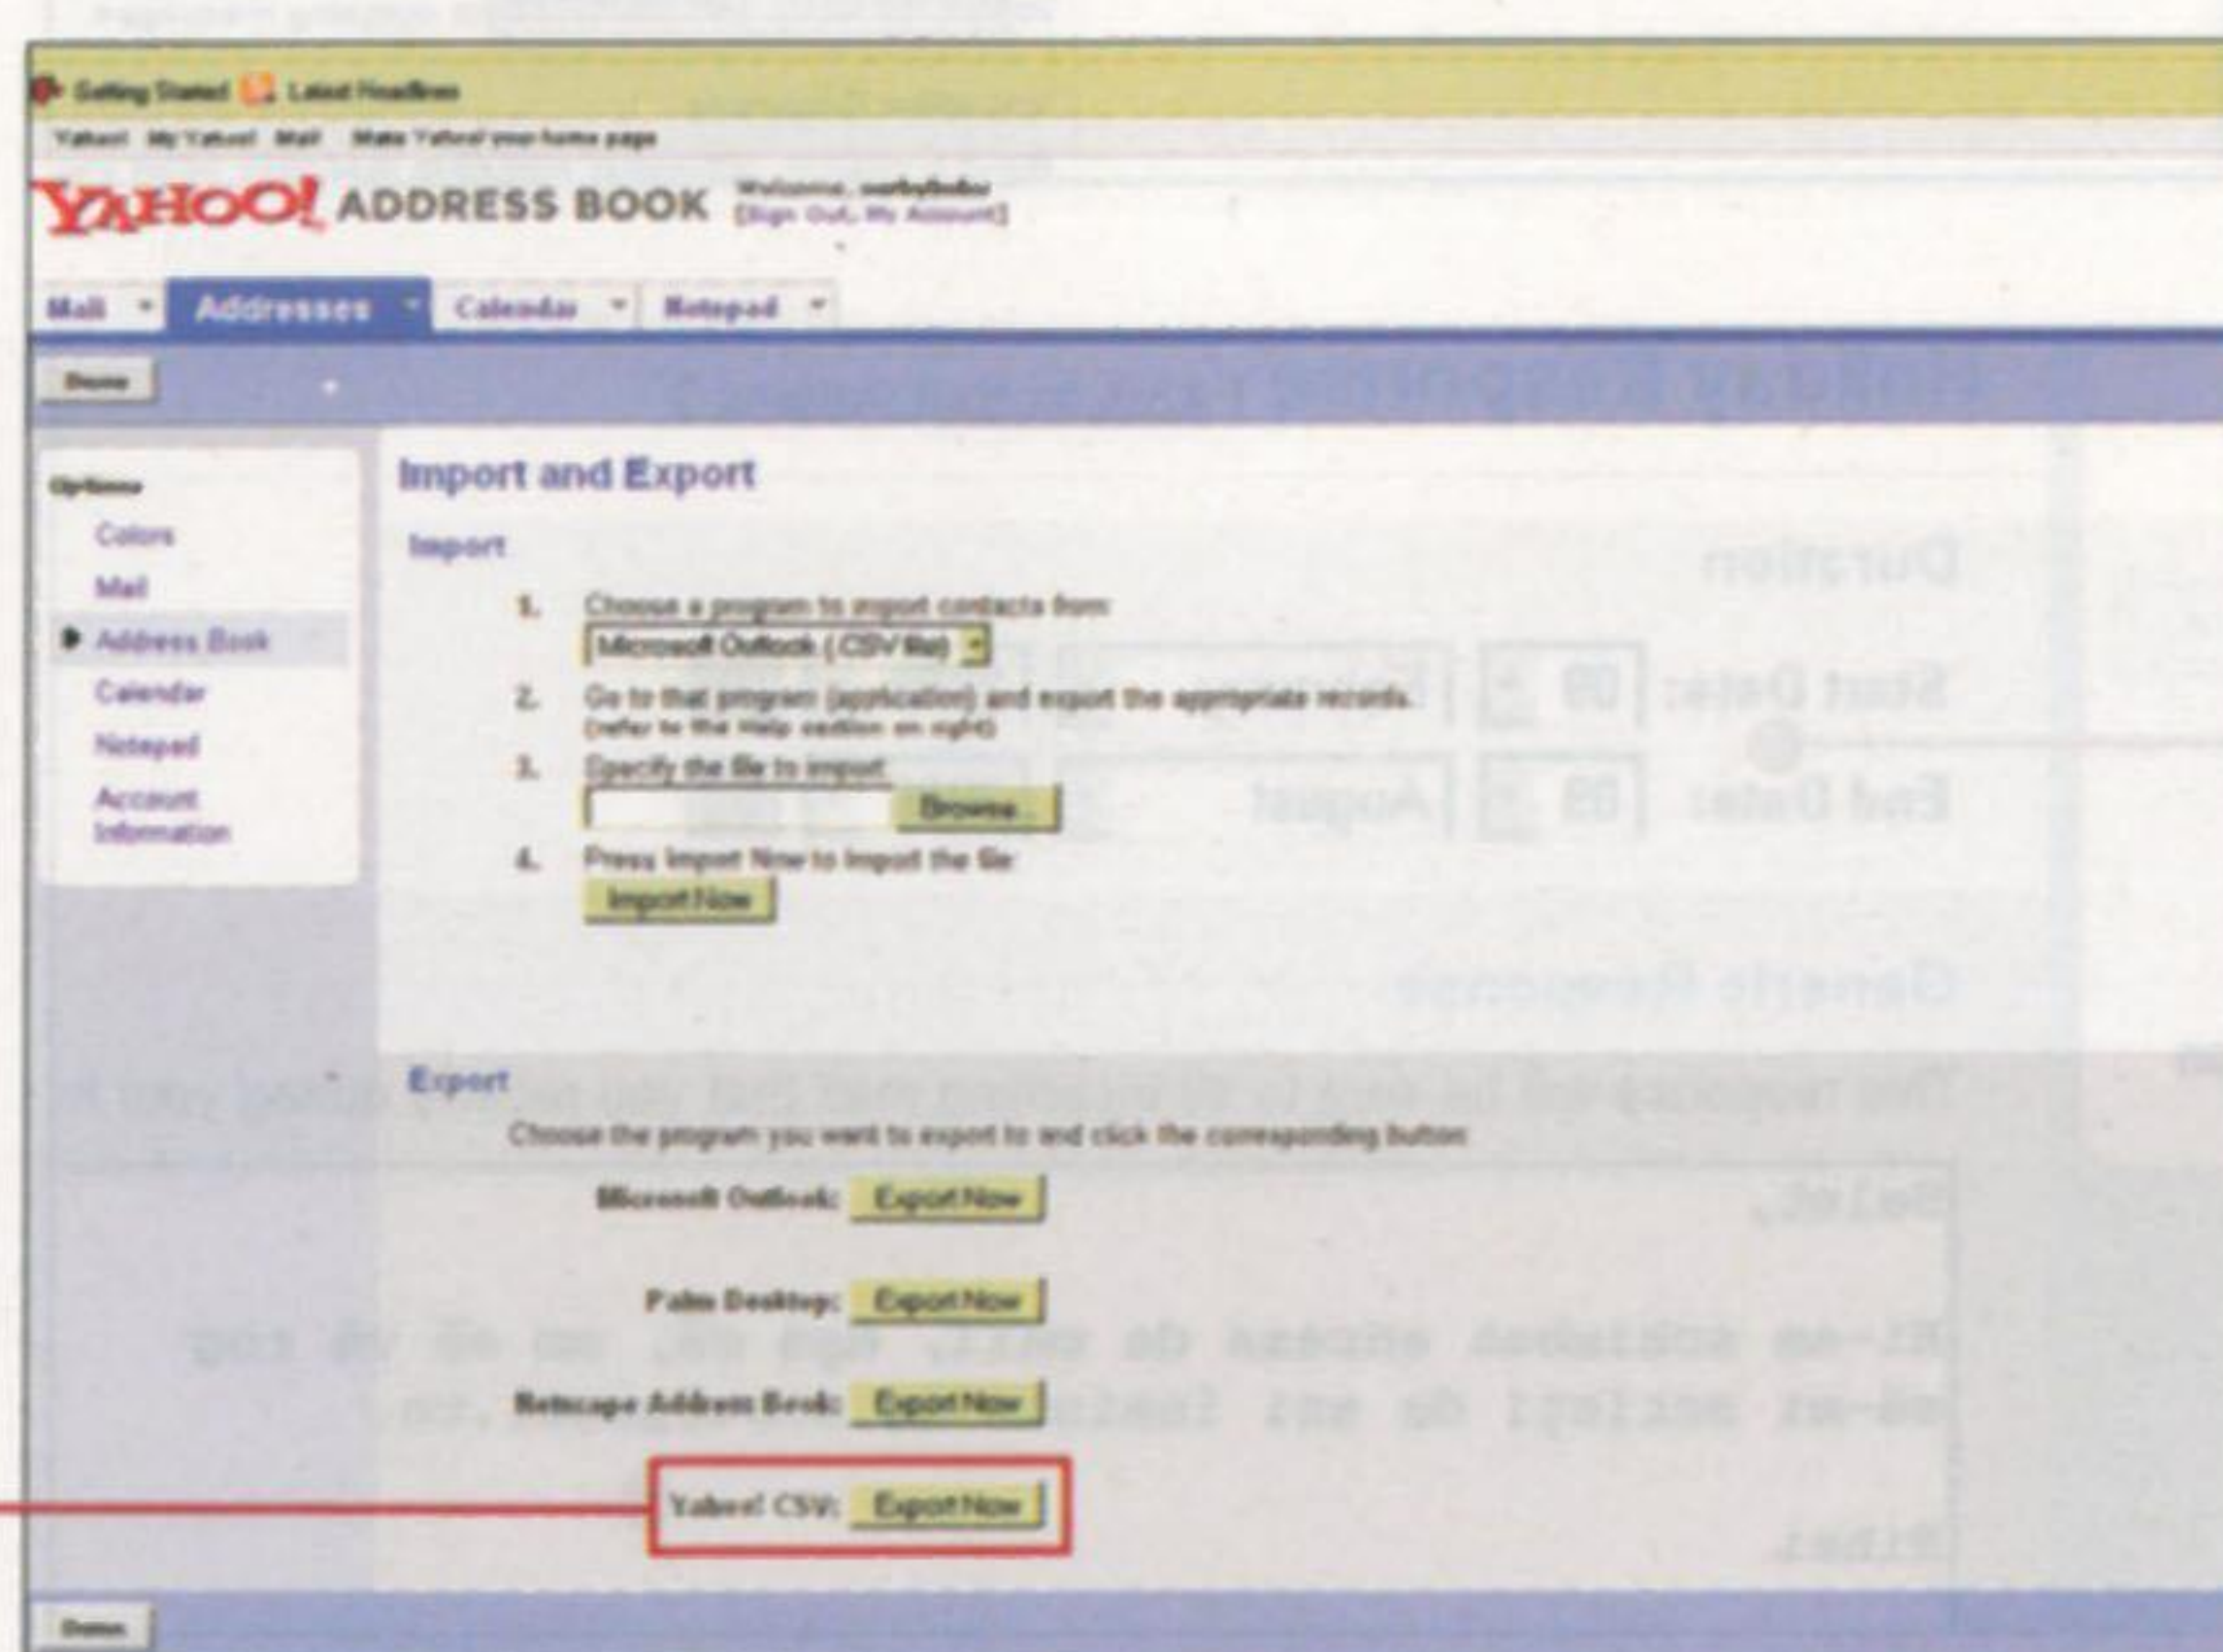 Getting Started Latest Headlines
Yahoo! My Yahoo! Mail Make Yahoo! your home page
YAHOO! ADDRESS BOOK
Welcome,
[Sign Out, My Account]
Mail Addresses Calendar Notepad
Done
Options
Colors
Mail
Address Book
Calendar
Notepad
Account
Information
Import and Export
Import
1. Choose a program to import contacts from:
Microsoft Outlook (.CSV file)
2. Go to that program (application) and export the appropriate records.
(refer to the Help section on right)
3. Specify the file to import:
Browse...
4. Press Import Now to Import the file:
Import Now
Export
Choose the program you want to export to and click the corresponding button:
Microsoft Outlook: Export Now
Palm Desktop: Export Now
Netscape Address Book: Export Now
Yahoo! CSV: Export Now
Done
Duration
Start Date: 09
End Date: 09 August
Generic Response